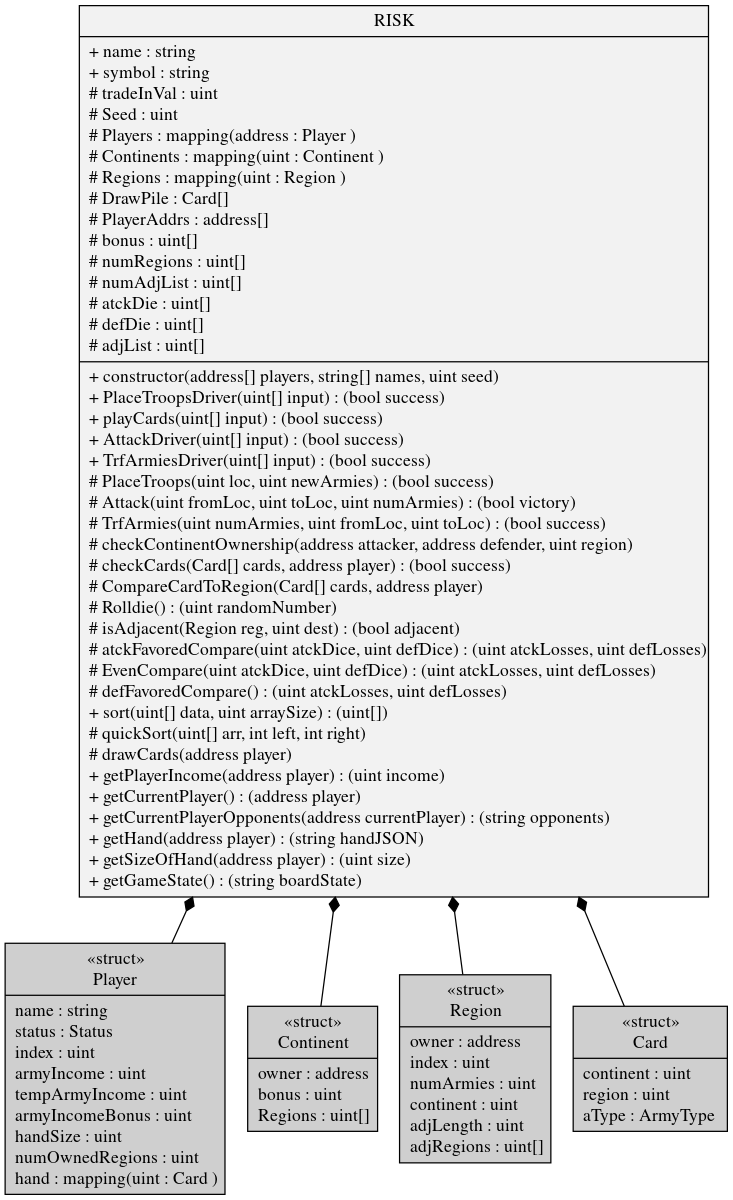 RISK
+ name : string
+ symbol : string
# tradeInVal : uint
# Seed : uint
# Players : mapping(address : Player )
# Continents : mapping(uint : Continent )
# Regions : mapping(uint : Region )
# DrawPile : Card[]
# PlayerAddrs : address[]
# bonus : uint[]
# numRegions : uint[]
# numAdjList : uint[]
# atckDie : uint[]
# defDie : uint[]
# adjList : uint[]
+ constructor(address[] players, string[] names, uint seed)
+ PlaceTroopsDriver(uint[] input) : (bool success)
+ playCards(uint[] input) : (bool success)
+ AttackDriver(uint[] input) : (bool success)
+ TrfArmiesDriver(uint[] input) : (bool success)
# PlaceTroops(uint loc, uint newArmies) : (bool success)
# Attack(uint fromLoc, uint toLoc, uint numArmies) : (bool victory)
# TrfArmies(uint numArmies, uint fromLoc, uint toLoc) : (bool success)
# checkContinentOwnership(address attacker, address defender, uint region)
# checkCards(Card[] cards, address player) : (bool success)
# CompareCardToRegion(Card[] cards, address player)
# Rolldie() : (uint randomNumber)
# isAdjacent(Region reg, uint dest) : (bool adjacent)
# atckFavoredCompare(uint atckDice, uint defDice) : (uint atckLosses, uint defLosses)
# EvenCompare(uint atckDice, uint defDice) : (uint atckLosses, uint defLosses)
# defFavoredCompare() : (uint atckLosses, uint defLosses)
+ sort(uint[] data, uint arraySize) : (uint[])
# quickSort(uint[] arr, int left, int right)
# drawCards(address player)
+ getPlayerIncome(address player) : (uint income)
+ getCurrentPlayer() : (address player)
+ getCurrentPlayerOpponents(address currentPlayer) : (string opponents)
+ getHand(address player) : (string handJSON)
+ getSizeOfHand(address player) : (uint size)
+ getGameState() : (string boardState)
«struct»
Player
name : string
status : Status
index : uint
armyIncome : uint
tempArmyIncome : uint
armyIncomeBonus : uint
handSize : uint
numOwnedRegions : uint
hand : mapping(uint : Card )
«struct»
Continent
owner : address
bonus : uint
Regions : uint[]
«struct»
Region
owner : address
index : uint
numArmies : uint
continent : uint
adjLength : uint
adjRegions : uint[]
«struct»
Card
continent : uint
region : uint
aType : ArmyType